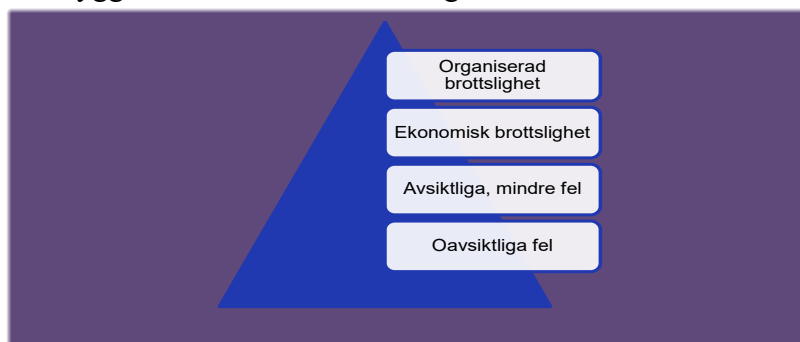 Organiserad
brottslighet
Ekonomisk brottslighet
Avsiktliga, mindre fel
Oavsiktliga fel